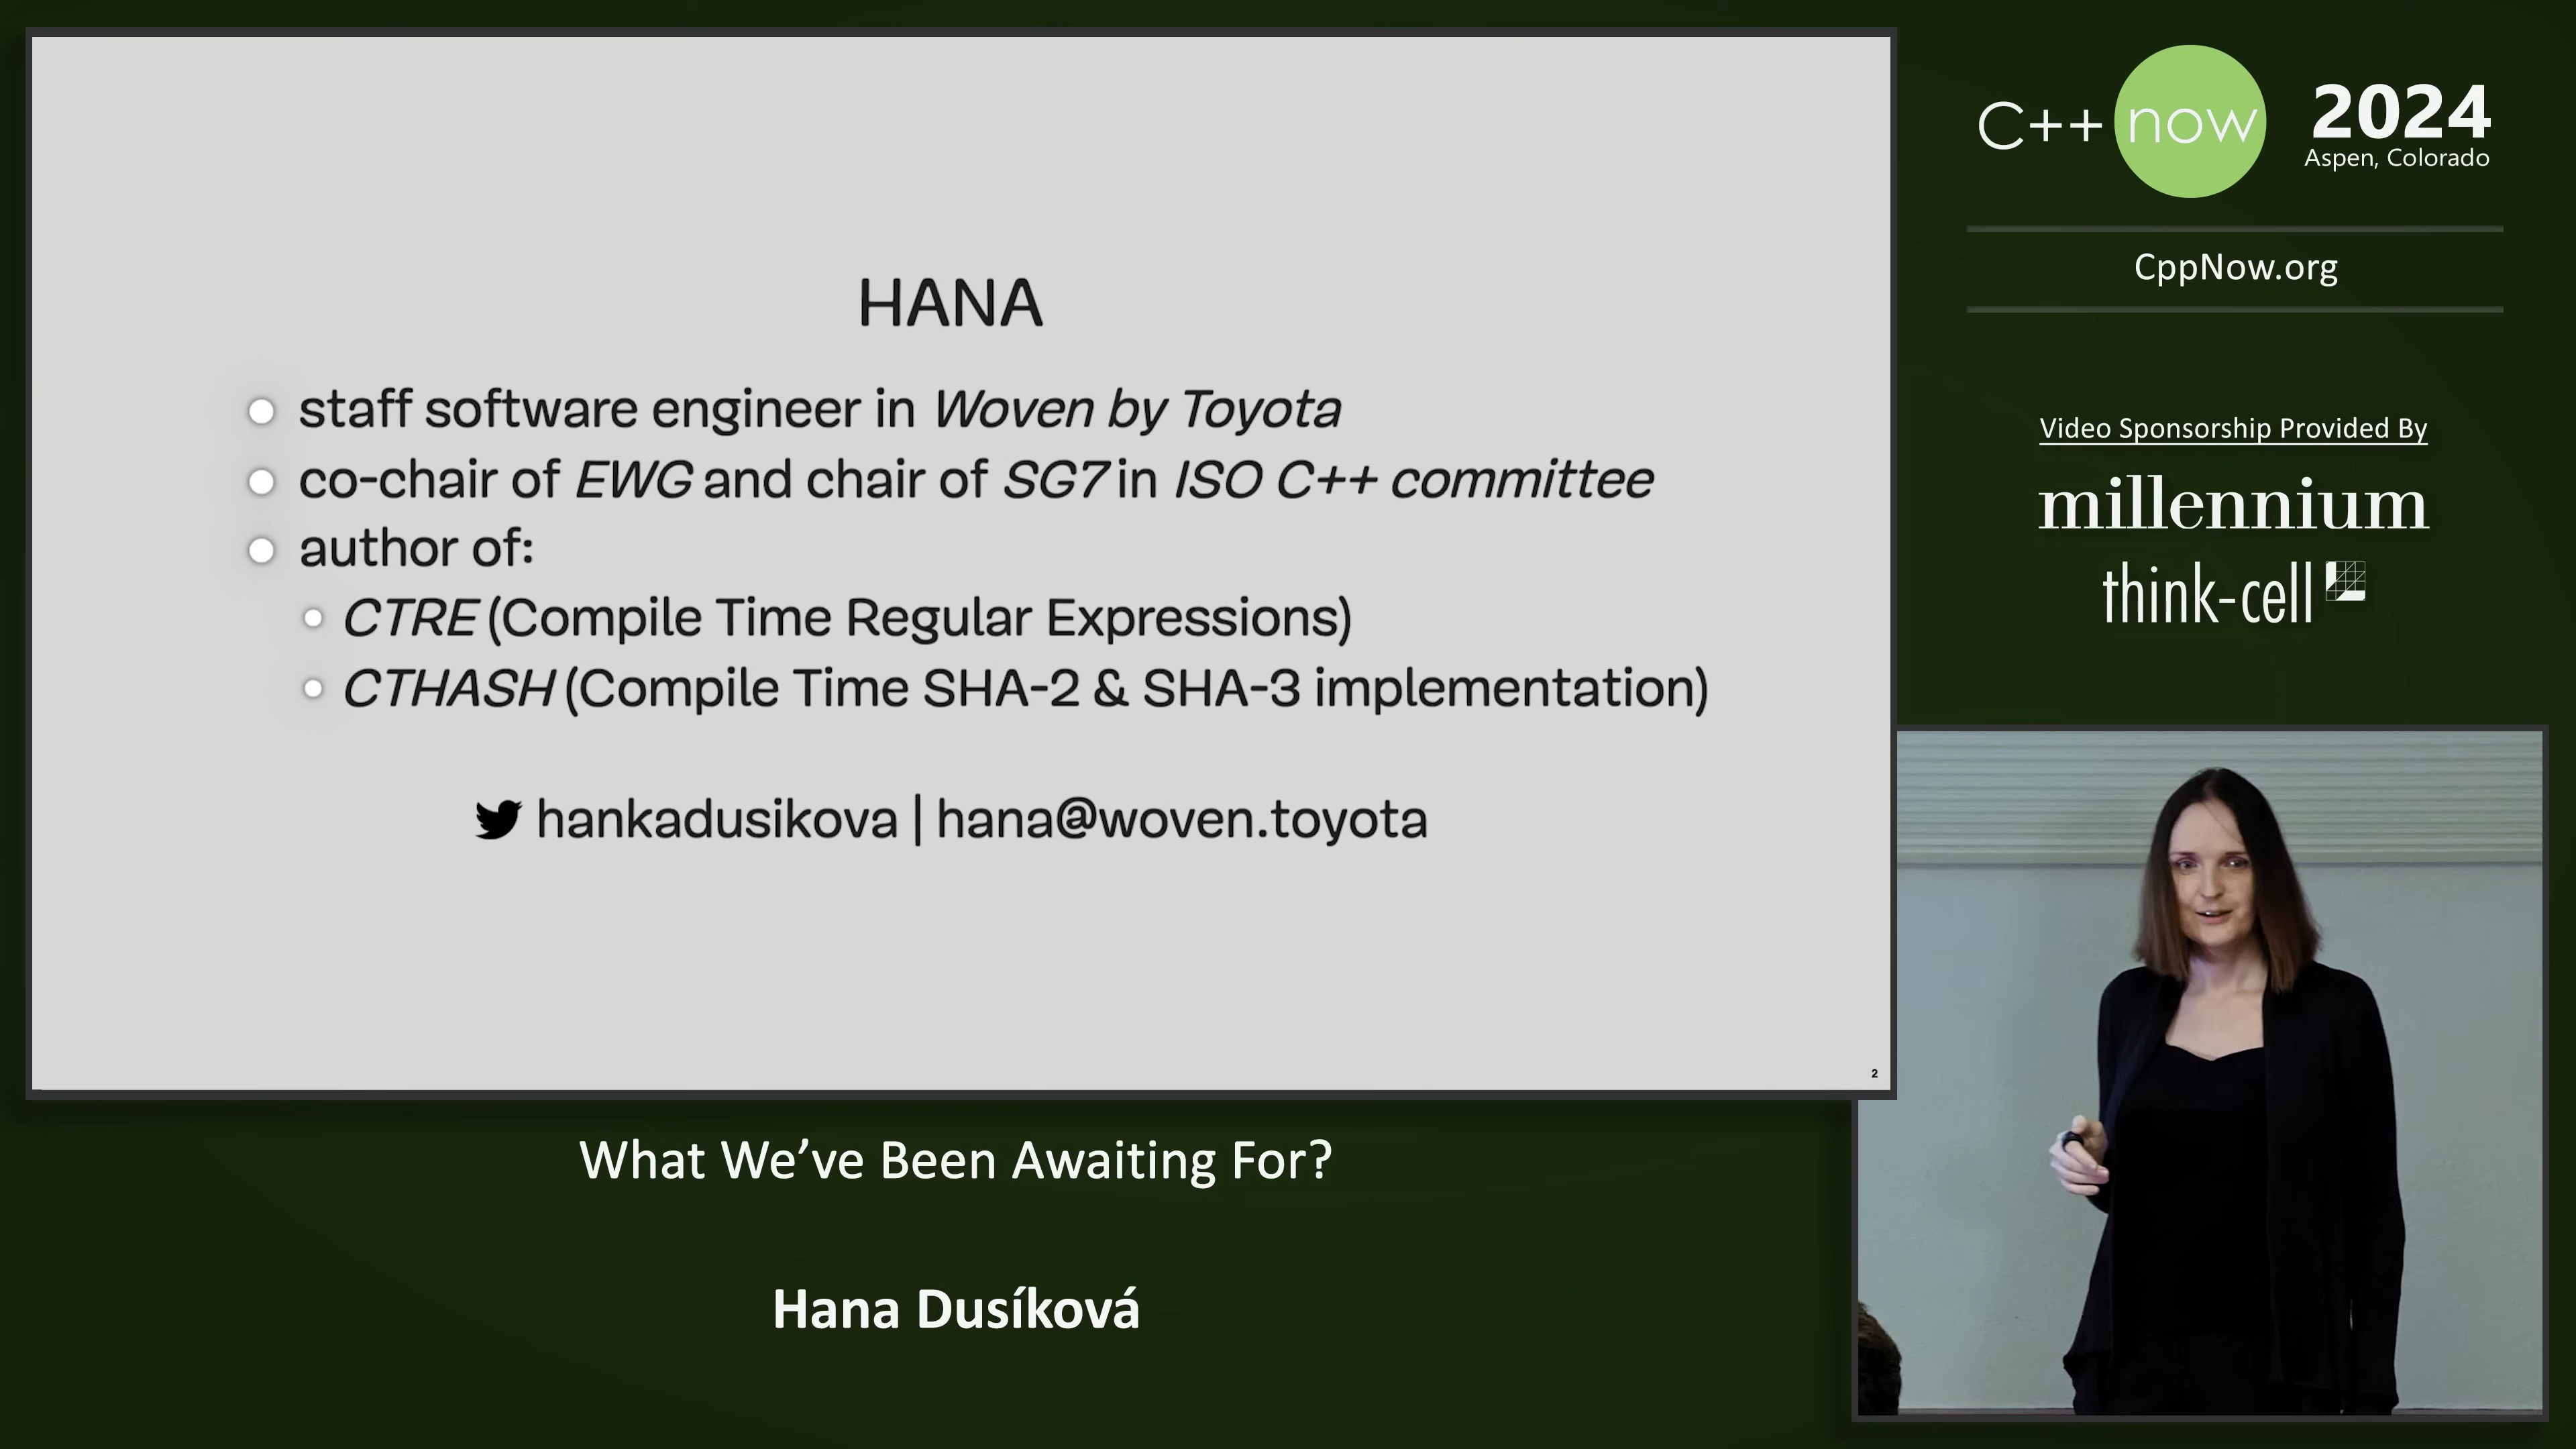 HANA
staff software engineer in Woven by Toyota
co-chair of EWG and chair of SG7 in ISO C++ committee
author of:
CTRE (Compile Time Regular Expressions)
CTHASH (Compile Time SHA-2 & SHA-3 implementation)
hankadusikova | hana@woven.toyota
2
What We’ve Been Awaiting For?
Hana Dusíková
C++ now
2024
Aspen, Colorado
CppNow.org
Video Sponsorship Provided By
millennium
think-cell